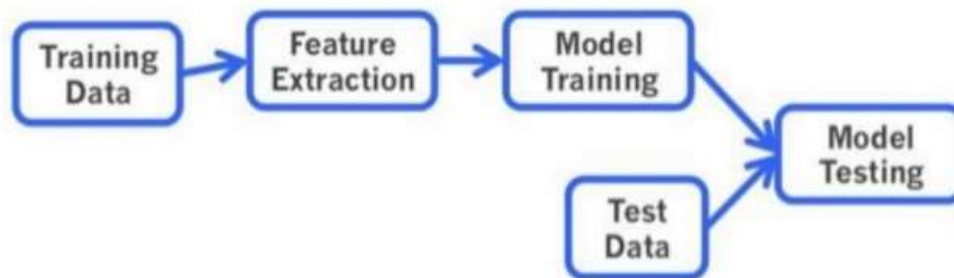 Training
Data
Feature
Extraction
Model
Training
Model
Testing
Test
Data